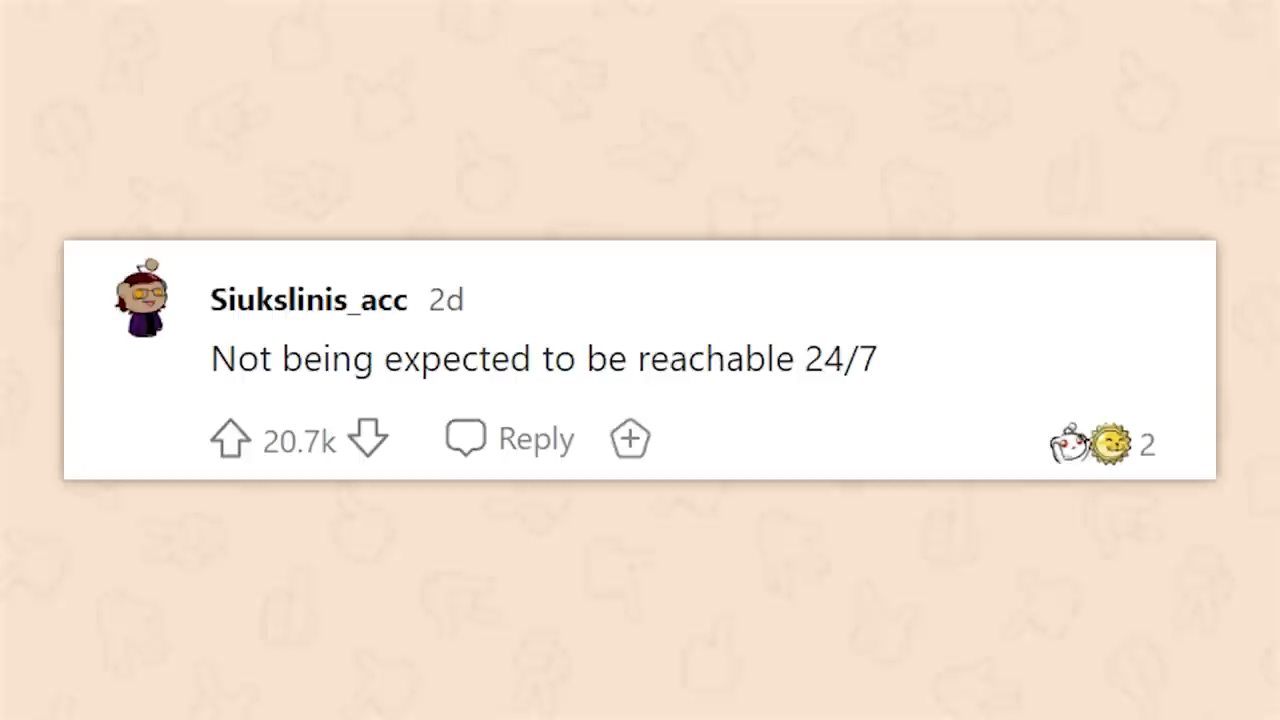 Siukslinis_acc 2d
Not being expected to be reachable 24/7
20.7k Reply 2